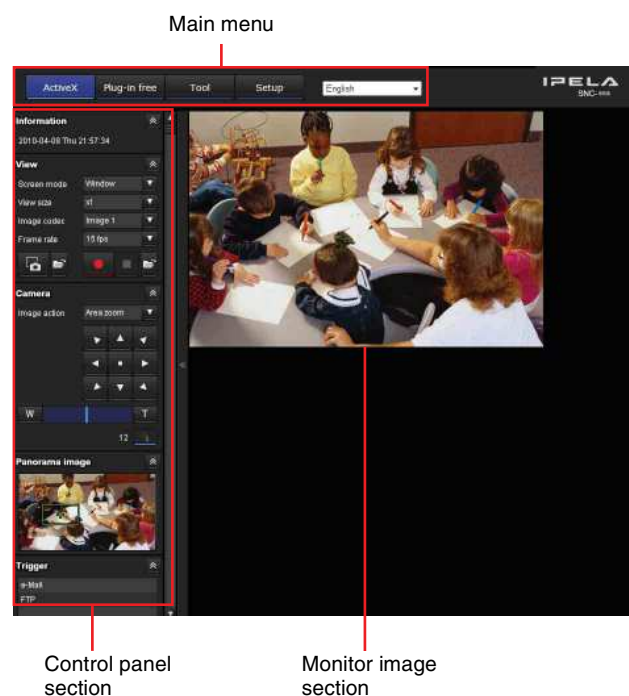 Main menu
ActiveX Plug-in free Tool Setup English
IPELA
Information
2010-04-08 Thu 21:57:34
View
Screen mode Window
View size x1
Image codec Image 1
Frame rate 15 fps
Camera
Image action Area zoom
W T
12
Panorama image
Trigger
e-Mail
FTP
Control panel section
Monitor image section